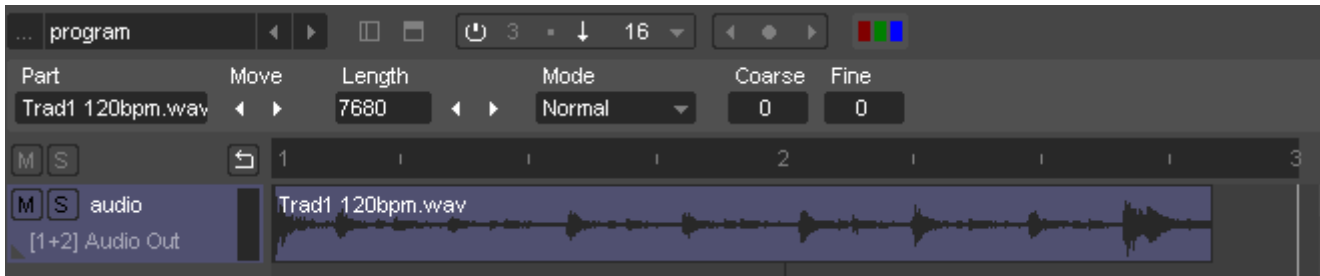 ... program 3 16
Part Move Length Mode Coarse Fine
Trad1 120bpm.wav 7680 Normal 0 0
M S 1 2 3
M S audio Trad1 120bpm.wav
[1+2] Audio Out